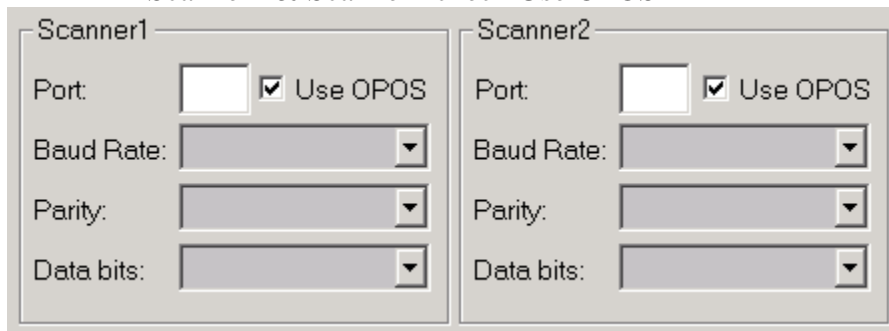 Scanner1
Port: Use OPOS
Baud Rate:
Parity:
Data bits:
Scanner2
Port: Use OPOS
Baud Rate:
Parity:
Data bits: